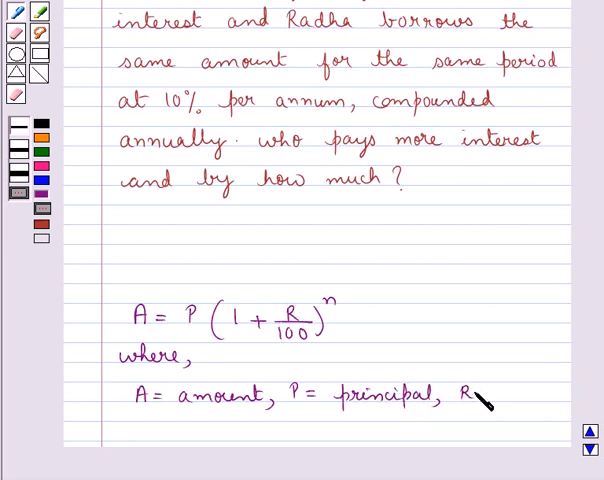 interest and Radha borrows the
same amount for the same period
at 10% per annum, compounded
annually. who pays more interest
and by how much?
A = P (1 + R/100)^n
where,
A = amount, P = principal, R